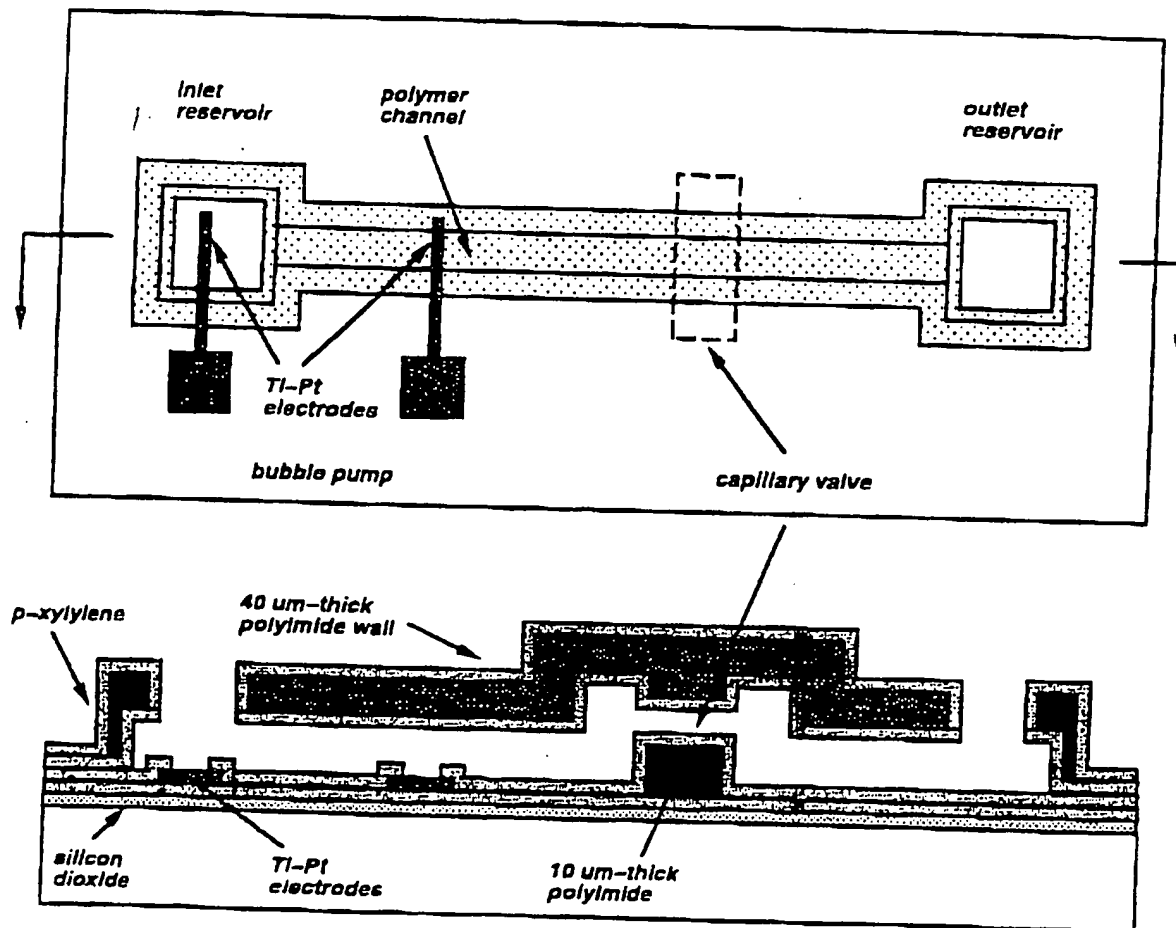 inlet
reservoir
polymer
channel
outlet
reservoir
Ti-Pt
electrodes
bubble pump
capillary valve
p-xylylene
40 um-thick
polyimide wall
silicon
dioxide
Ti-Pt
electrodes
10 um-thick
polyimide